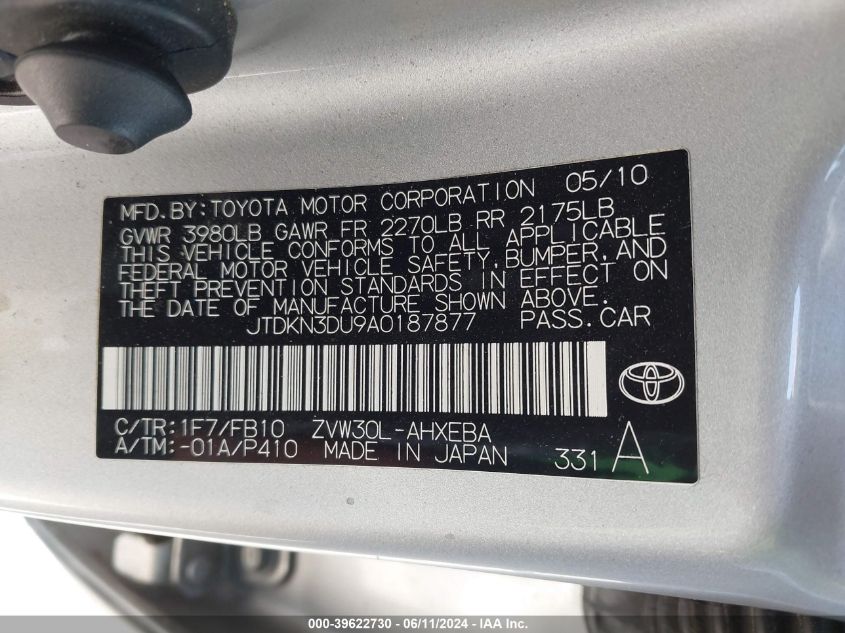 MFD. BY: TOYOTA MOTOR CORPORATION 05/10
GVWR 3980LB GAWR FR 2270LB RR 2175LB
THIS VEHICLE CONFORMS TO ALL APPLICABLE
FEDERAL MOTOR VEHICLE SAFETY, BUMPER, AND
THEFT PREVENTION STANDARDS IN EFFECT ON
THE DATE OF MANUFACTURE SHOWN ABOVE.
JTDKN3DU9A0187877 PASS. CAR
C/TR: 1F7/FB10 ZVW30L-AHXEBA
A/TM: -01A/P410 MADE IN JAPAN 331 A
000-39622730 - 06/11/2024 - IAA Inc.